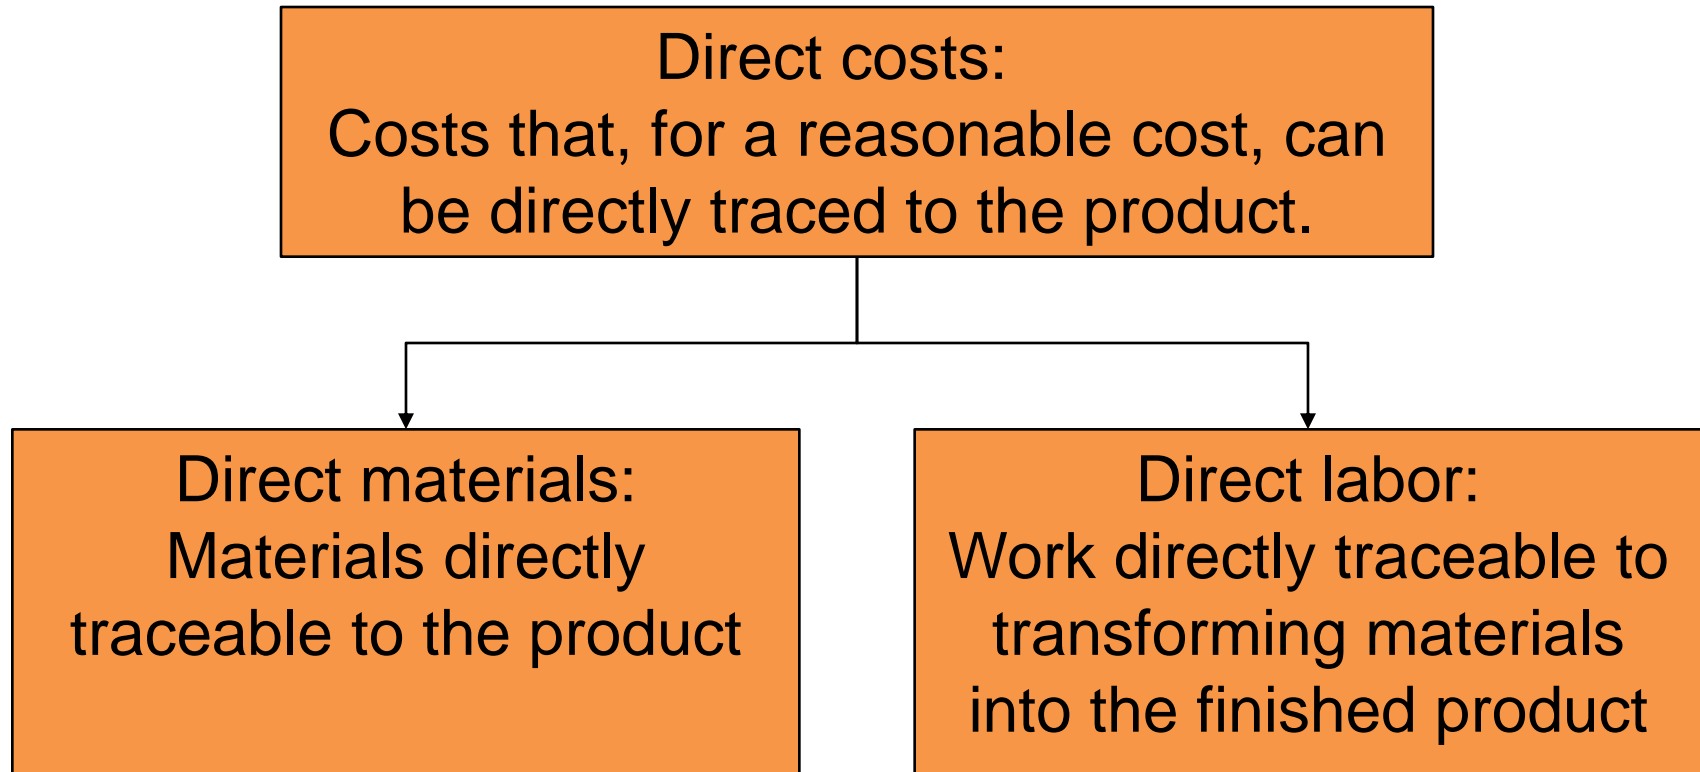 Direct costs:
Costs that, for a reasonable cost, can
be directly traced to the product.
Direct materials:
Materials directly
traceable to the product
Direct labor:
Work directly traceable to
transforming materials
into the finished product